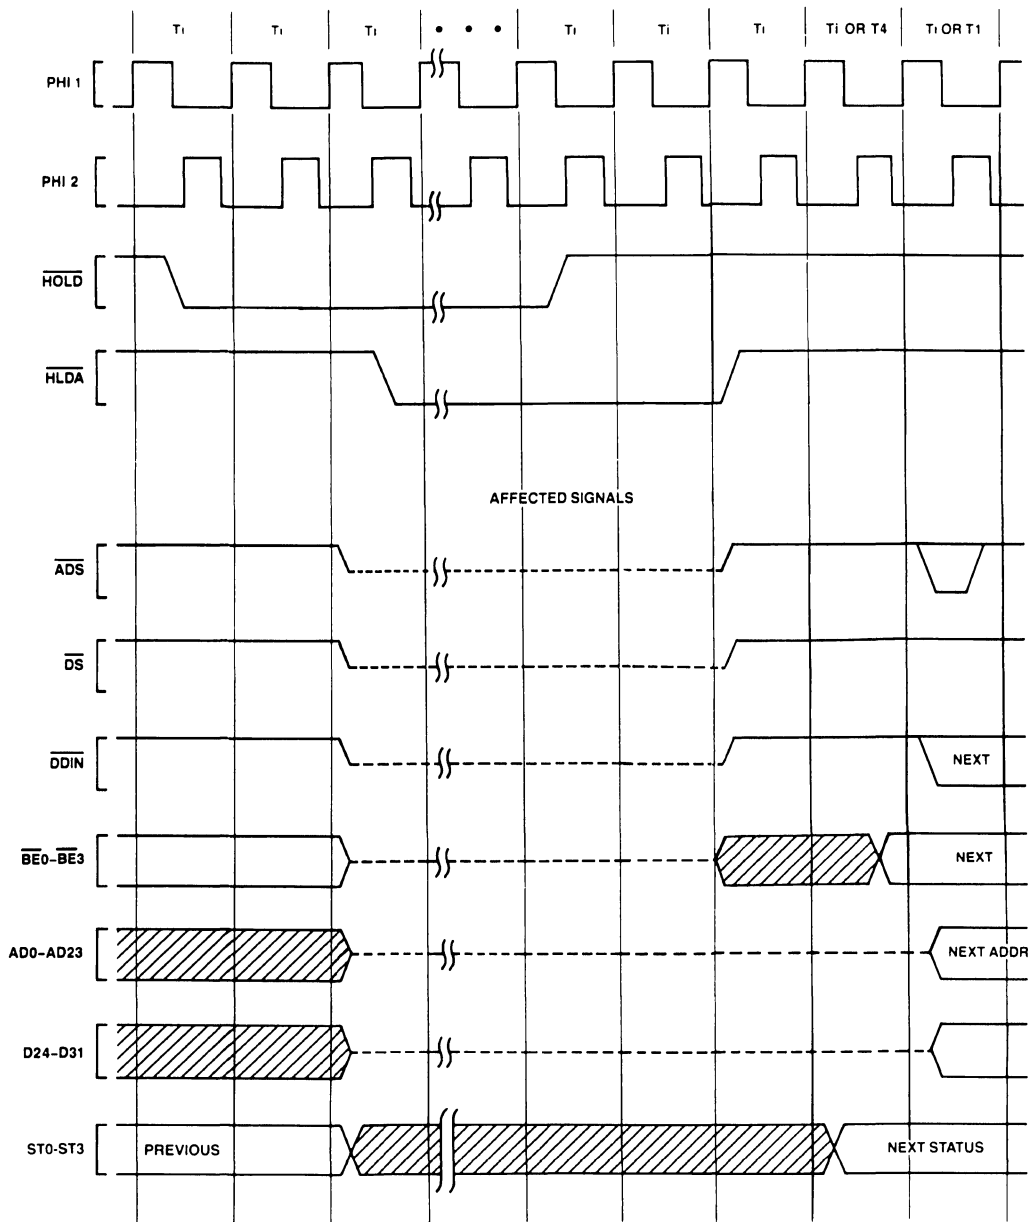 Ti Ti Ti • • • Ti Ti Ti Ti OR T4 Ti OR T1
PHI 1
PHI 2
HOLD
HLDA
AFFECTED SIGNALS
ADS
DS
DDIN
NEXT
BE0-BE3
NEXT
AD0-AD23
NEXT ADDR
D24-D31
ST0-ST3
PREVIOUS
NEXT STATUS